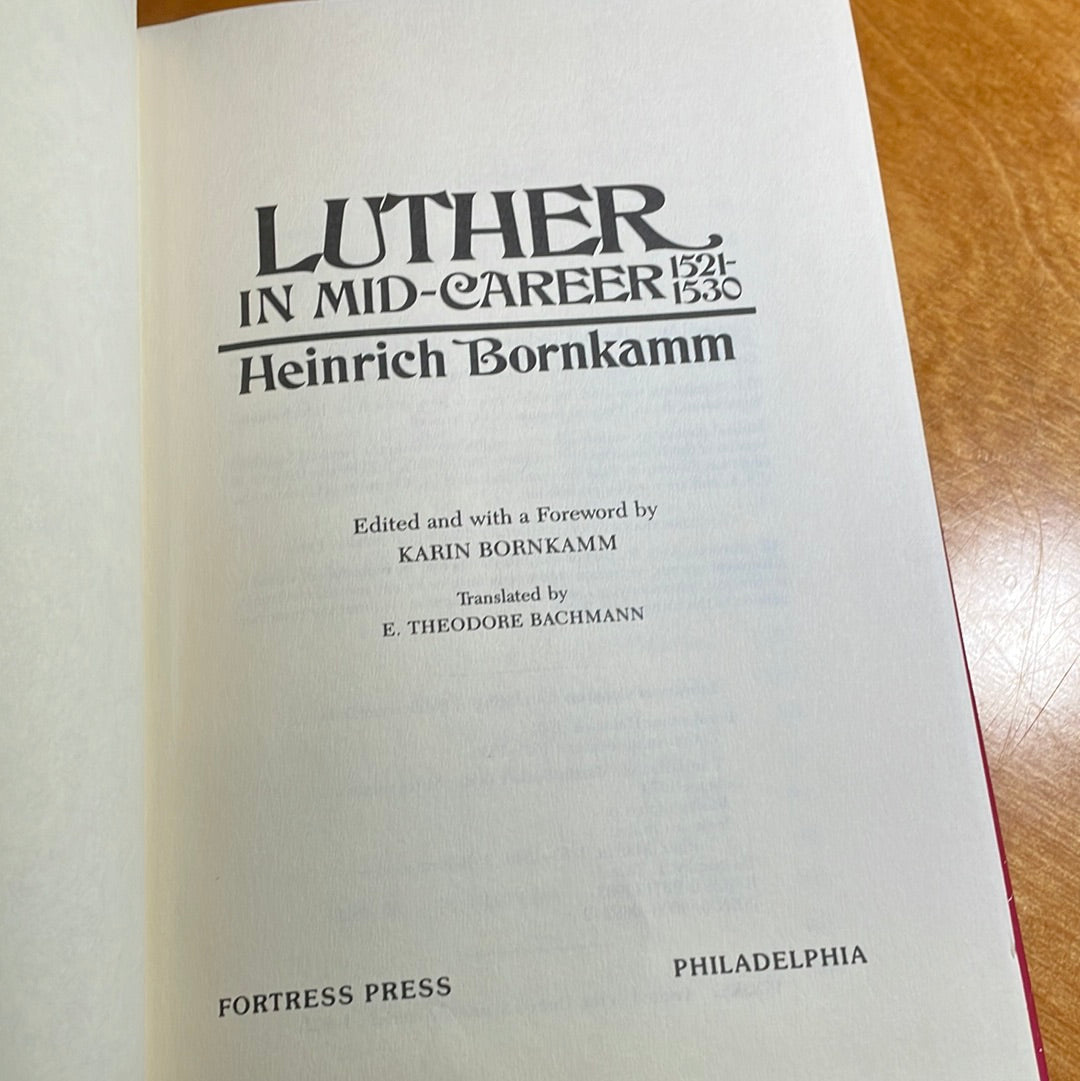 LUTHER
IN MID-CAREER 1521-
1530
Heinrich Bornkamm
Edited and with a Foreword by
KARIN BORNKAMM
Translated by
E. THEODORE BACHMANN
FORTRESS PRESS PHILADELPHIA